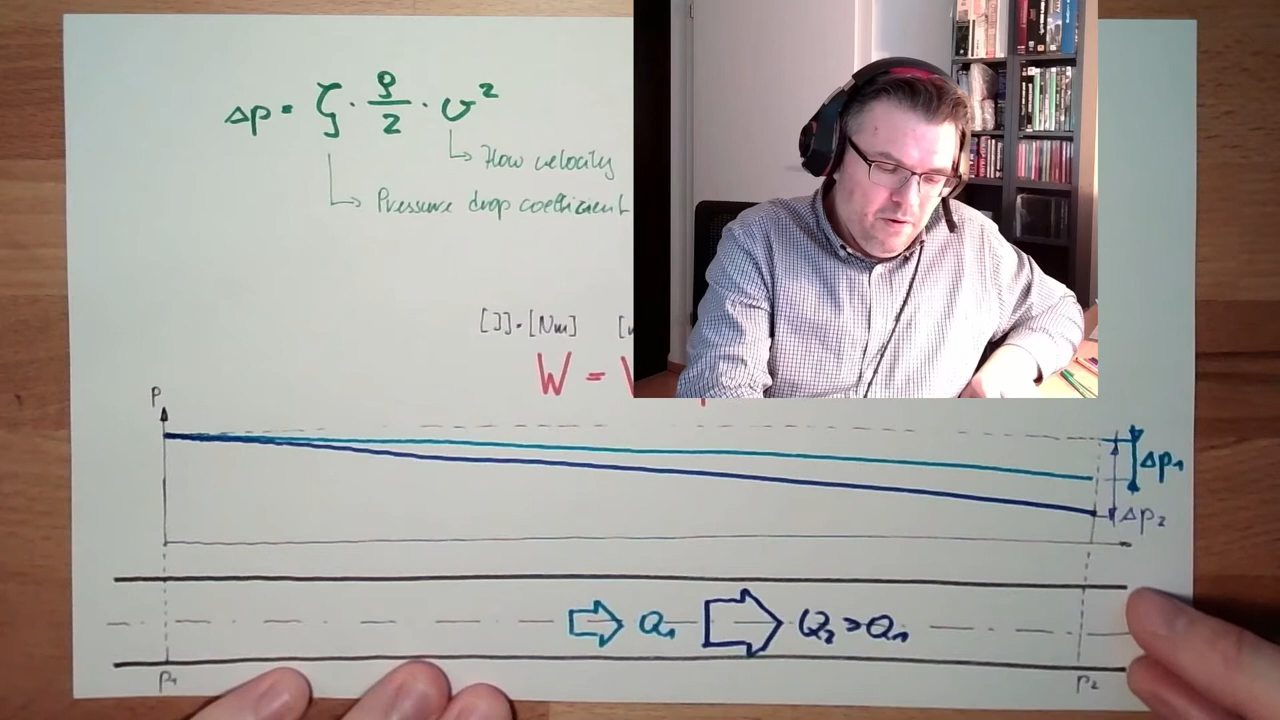 Δp = ζ · ρ/2 · v²
Flow velocity
Pressure drop coefficient
[J]=[Nm]
W =
P
Δp₁
Δp₂
Q₁ Q₂>Q₁
P₁ P₂